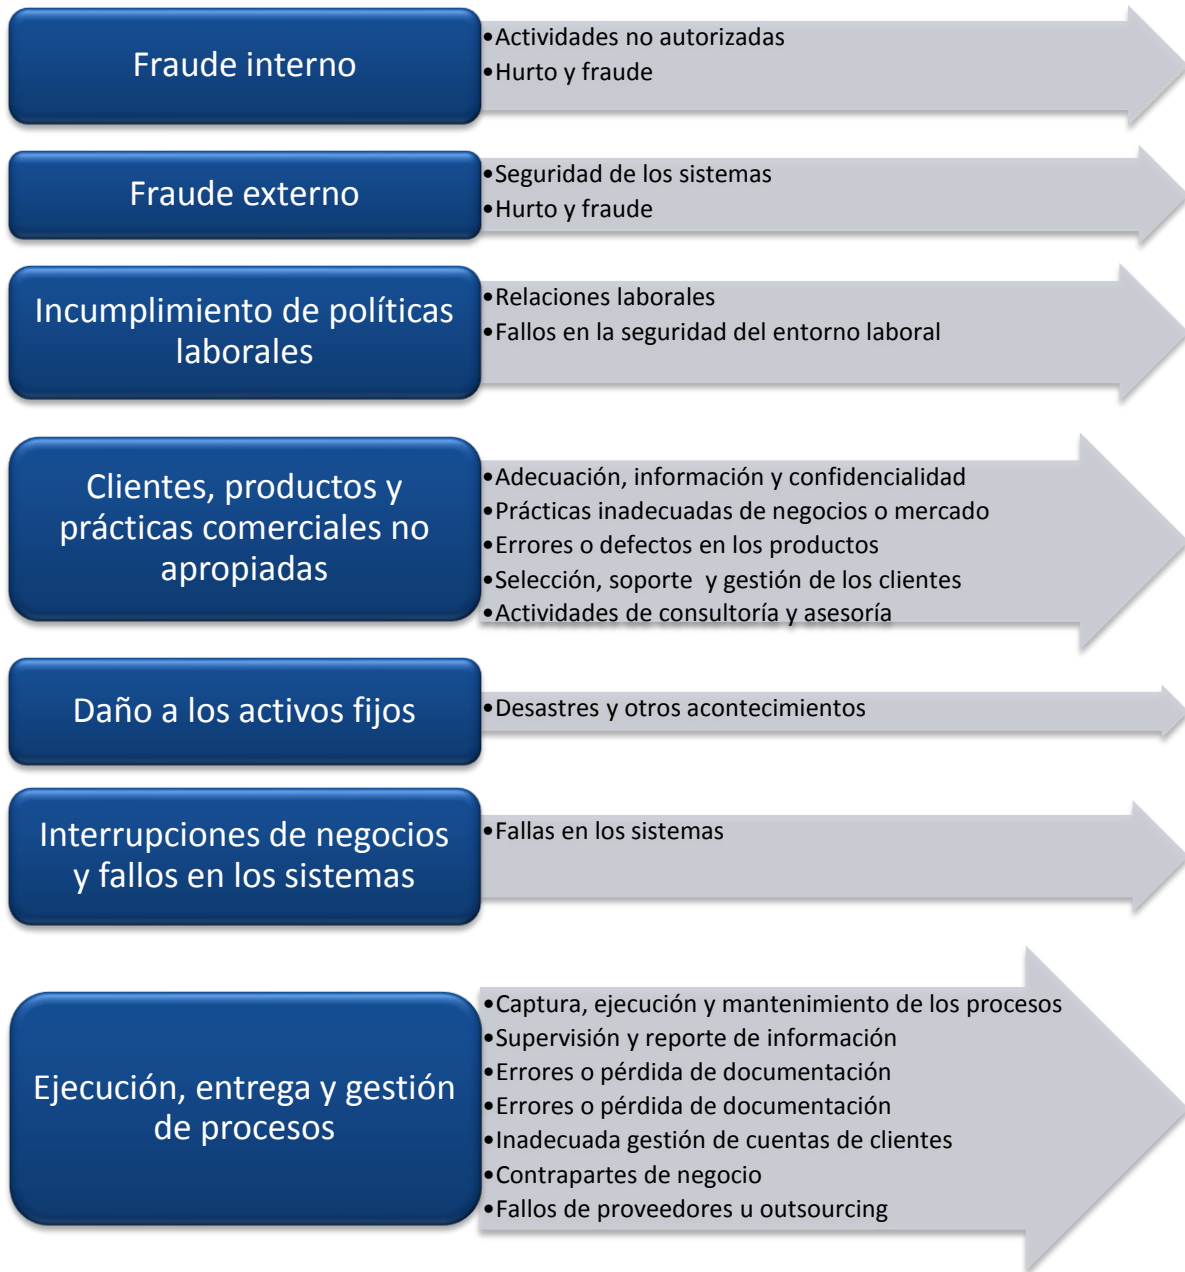 Fraude interno
•Actividades no autorizadas
•Hurto y fraude
Fraude externo
•Seguridad de los sistemas
•Hurto y fraude
Incumplimiento de políticas
laborales
•Relaciones laborales
•Fallos en la seguridad del entorno laboral
Clientes, productos y
prácticas comerciales no
apropiadas
•Adecuación, información y confidencialidad
•Prácticas inadecuadas de negocios o mercado
•Errores o defectos en los productos
•Selección, soporte y gestión de los clientes
•Actividades de consultoría y asesoría
Daño a los activos fijos
•Desastres y otros acontecimientos
Interrupciones de negocios
y fallos en los sistemas
•Fallas en los sistemas
Ejecución, entrega y gestión
de procesos
•Captura, ejecución y mantenimiento de los procesos
•Supervisión y reporte de información
•Errores o pérdida de documentación
•Errores o pérdida de documentación
•Inadecuada gestión de cuentas de clientes
•Contrapartes de negocio
•Fallos de proveedores u outsourcing